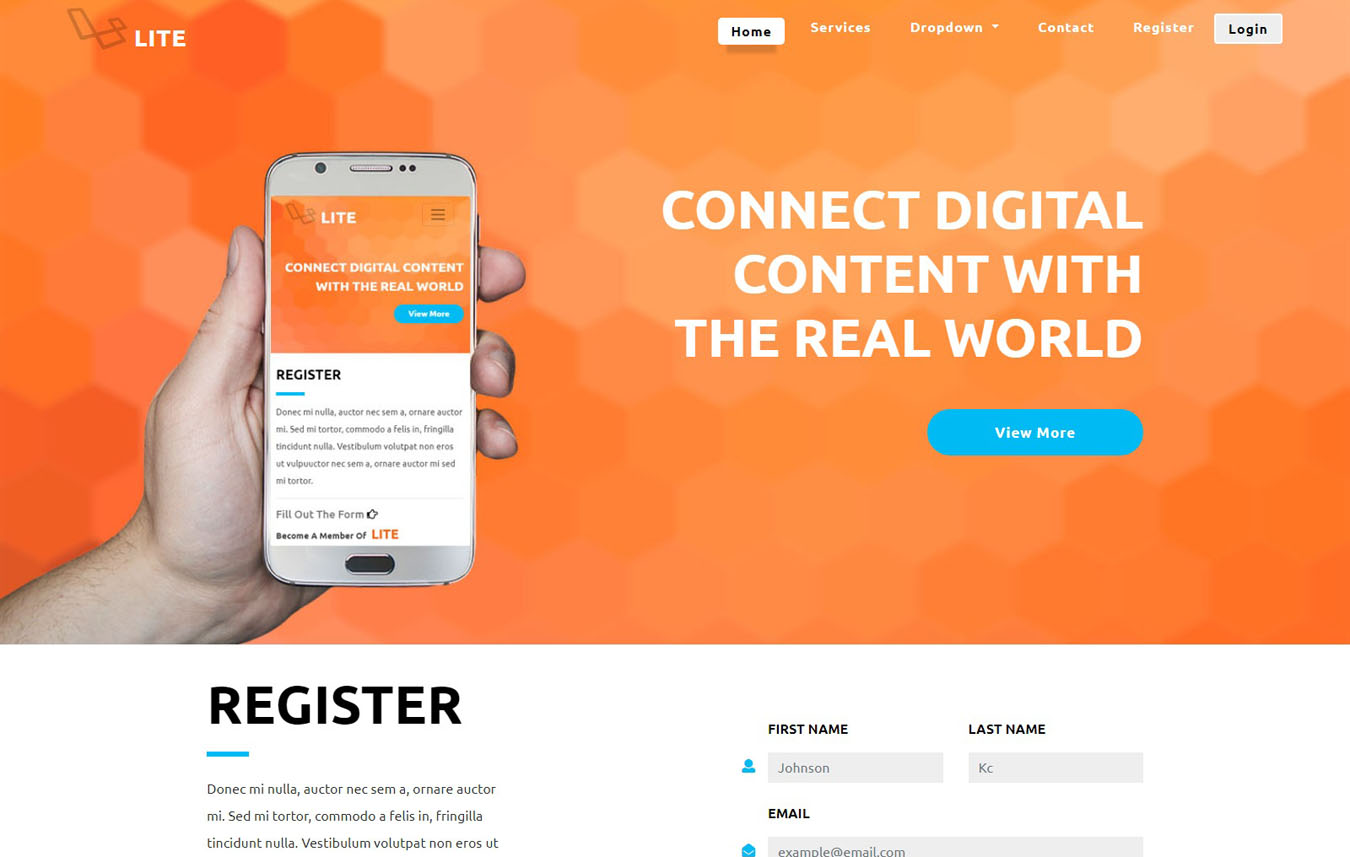 LITE
Home
Services
Dropdown
Contact
Register
Login
CONNECT DIGITAL
CONTENT WITH
THE REAL WORLD
View More
LITE
CONNECT DIGITAL CONTENT
WITH THE REAL WORLD
View More
REGISTER
Donec mi nulla, auctor nec sem a, ornare auctor
mi. Sed mi tortor, commodo a felis in, fringilla
tincidunt nulla. Vestibulum volutpat non eros
ut vulpuuctor nec sem a, ornare auctor mi sed
mi tortor.
Fill Out The Form
Become A Member Of LITE
REGISTER
Donec mi nulla, auctor nec sem a, ornare auctor
mi. Sed mi tortor, commodo a felis in, fringilla
tincidunt nulla. Vestibulum volutpat non eros ut
FIRST NAME
LAST NAME
Johnson
Kc
EMAIL
example@email.com